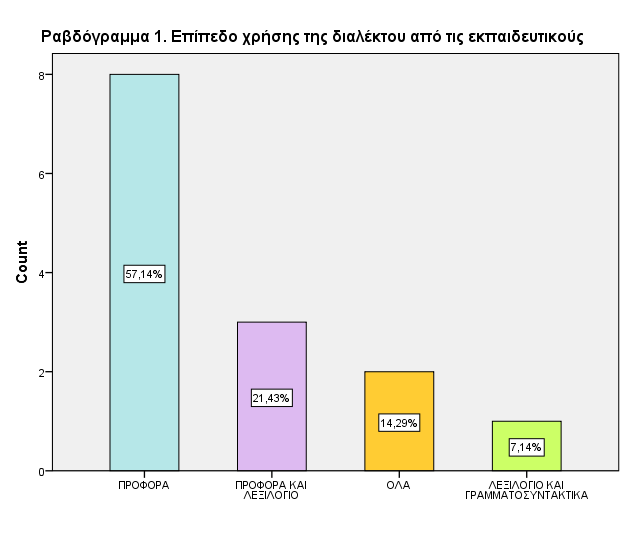 Ραβδόγραμμα 1. Επίπεδο χρήσης της διαλέκτου από τις εκπαιδευτικούς
8
6
4
2
0
Count
57,14%
21,43%
14,29%
7,14%
ΠΡΟΦΟΡΑ
ΠΡΟΦΟΡΑ ΚΑΙ
ΛΕΞΙΛΟΓΙΟ
ΟΛΑ
ΛΕΞΙΛΟΓΙΟ ΚΑΙ
ΓΡΑΜΜΑΤΟΣΥΝΤΑΚΤΙΚΑ